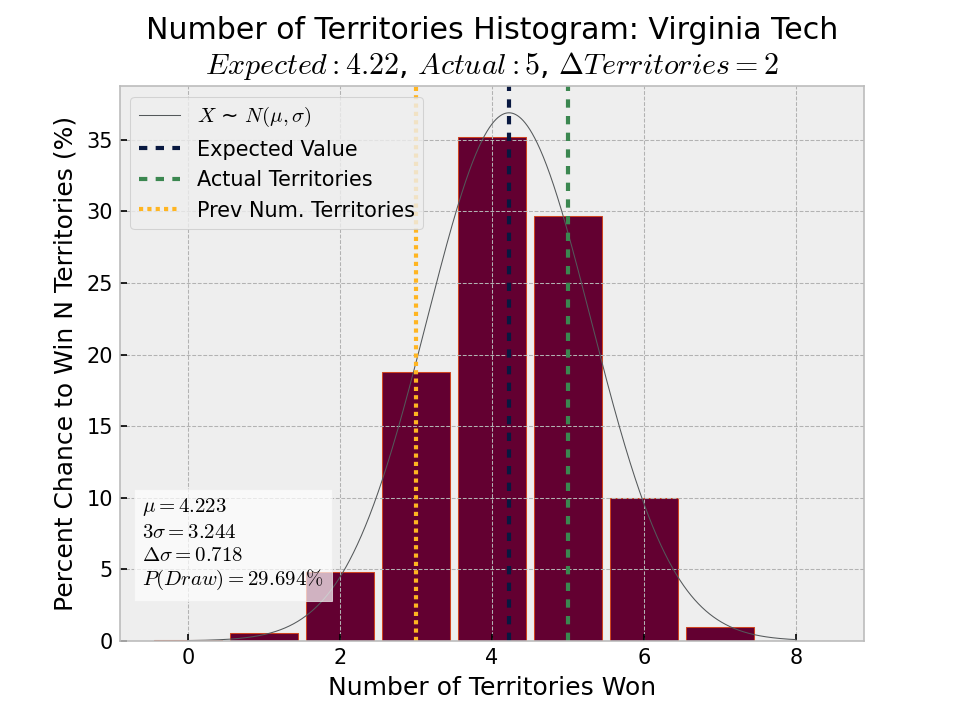 Number of Territories Histogram: Virginia Tech
Expected : 4.22, Actual : 5, ΔTerritories = 2
X ∼ N(μ, σ)
Expected Value
Actual Territories
Prev Num. Territories
Percent Chance to Win N Territories (%)
35
30
25
20
15
10
5
0
μ = 4.223
3σ = 3.244
Δσ = 0.718
P(Draw) = 29.694%
0 2 4 6 8
Number of Territories Won